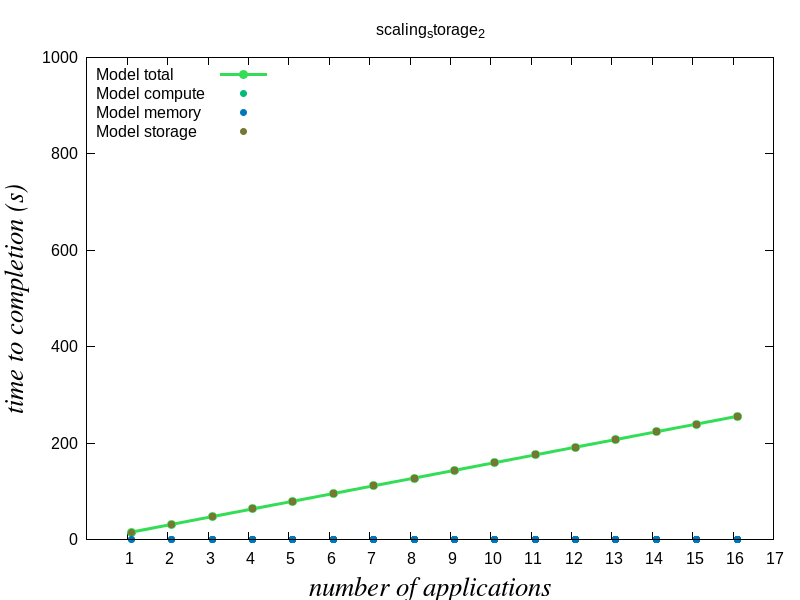 scaling_storage_2
1000
800
600
400
200
0
Model total
Model compute
Model memory
Model storage
time to completion (s)
1 2 3 4 5 6 7 8 9 10 11 12 13 14 15 16 17
number of applications